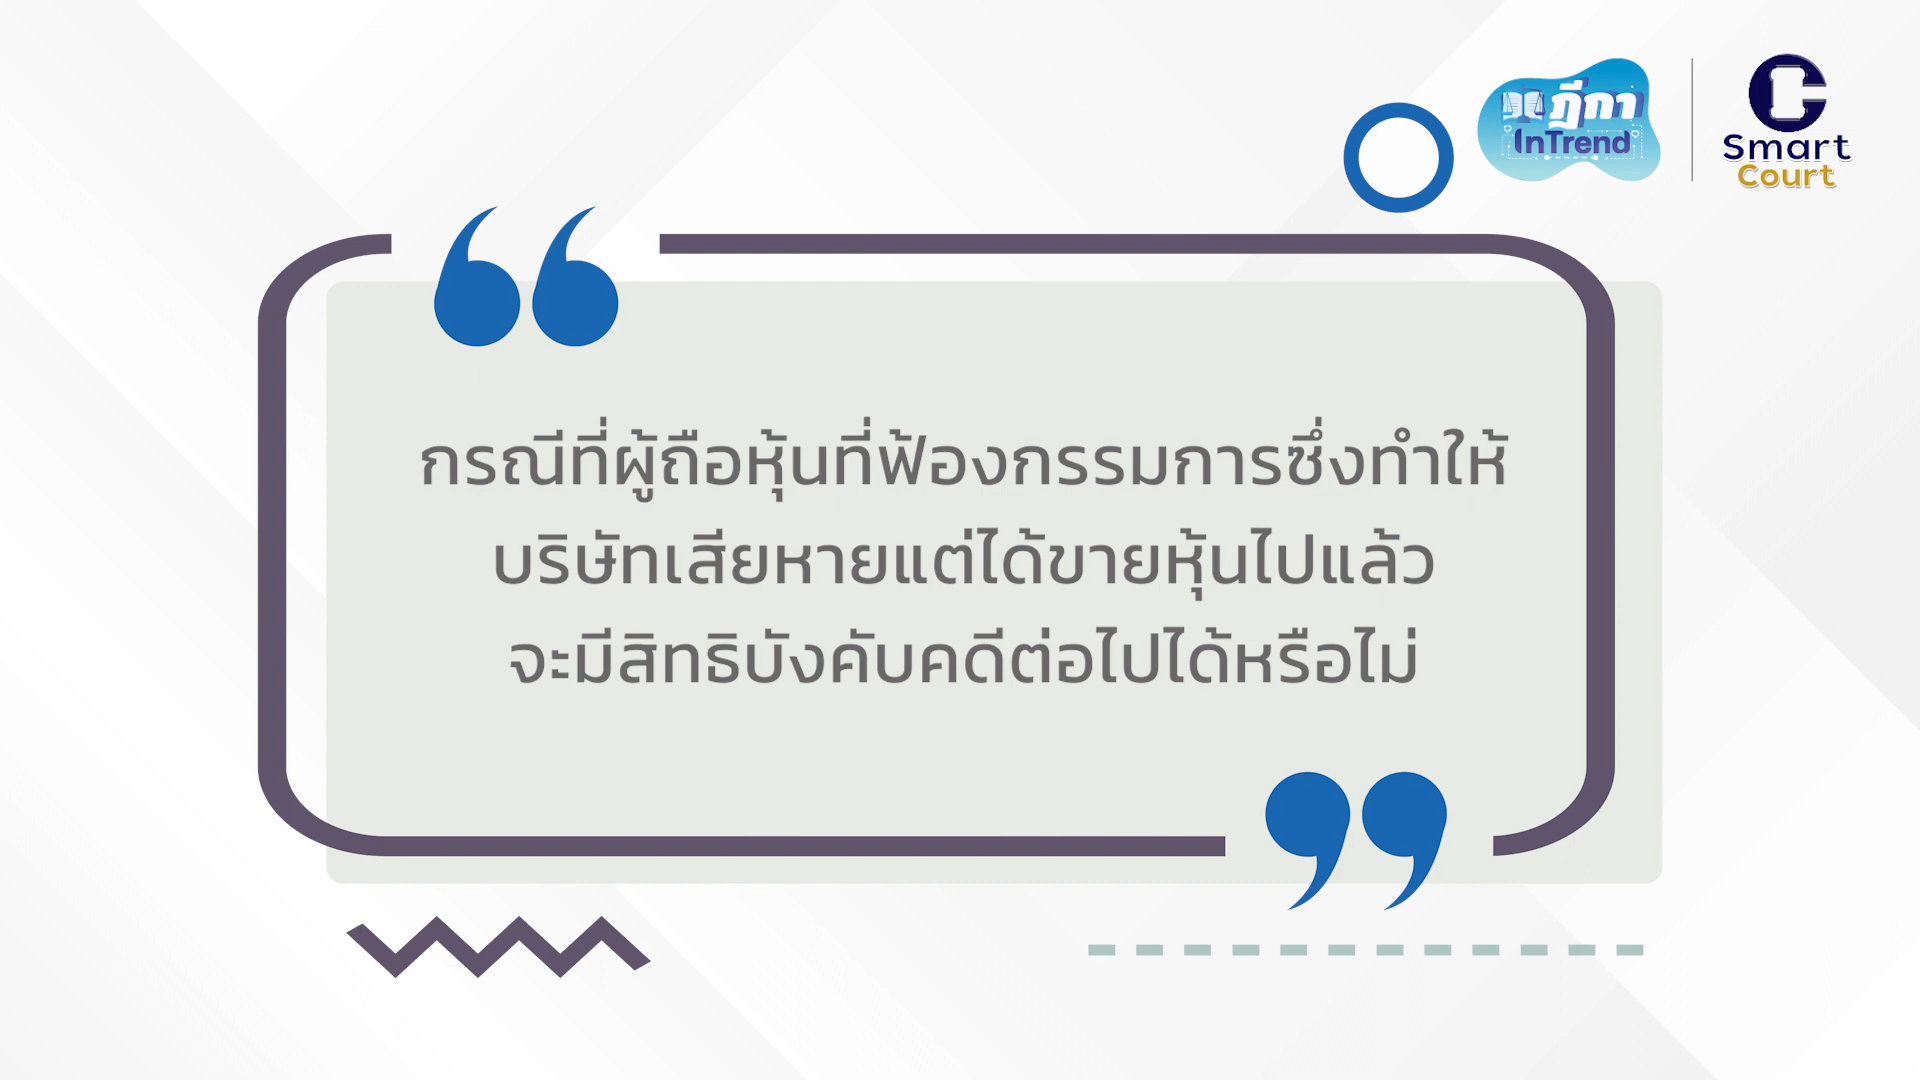 ฎีกา
InTrend
Smart
Court
กรณีที่ผู้ถือหุ้นที่ฟ้องกรรมการซึ่งทำให้
บริษัทเสียหายแต่ได้ขายหุ้นไปแล้ว
จะมีสิทธิบังคับคดีต่อไปได้หรือไม่